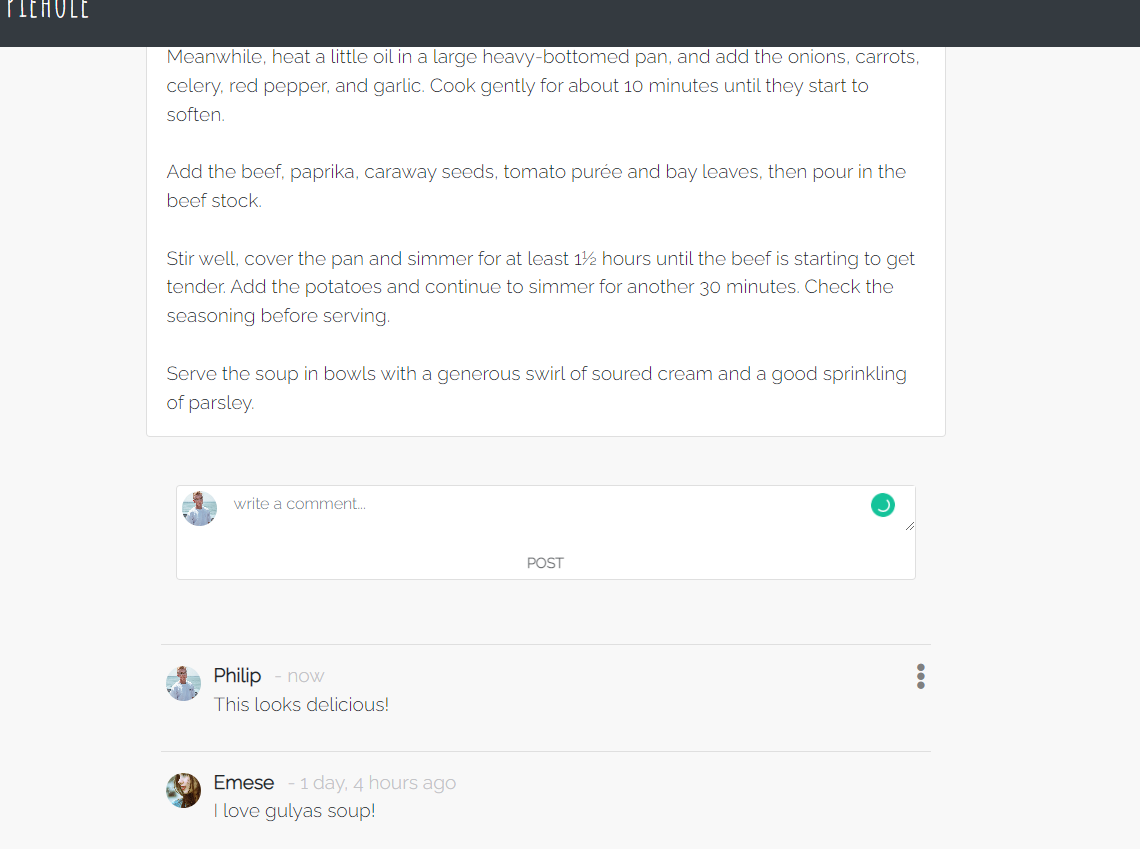 PIEHOLE
Meanwhile, heat a little oil in a large heavy-bottomed pan, and add the onions, carrots,
celery, red pepper, and garlic. Cook gently for about 10 minutes until they start to
soften.
Add the beef, paprika, caraway seeds, tomato purée and bay leaves, then pour in the
beef stock.
Stir well, cover the pan and simmer for at least 1½ hours until the beef is starting to get
tender. Add the potatoes and continue to simmer for another 30 minutes. Check the
seasoning before serving.
Serve the soup in bowls with a generous swirl of soured cream and a good sprinkling
of parsley.
write a comment...
POST
Philip - now
This looks delicious!
Emese - 1 day, 4 hours ago
I love gulyas soup!